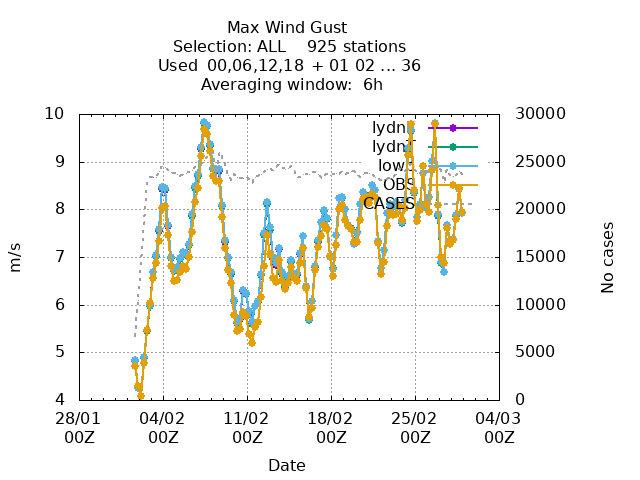 Max Wind Gust
Selection: ALL 925 stations
Used 00,06,12,18 + 01 02 ... 36
Averaging window: 6h
10
9
8
7
6
5
4
m/s
30000
25000
20000
15000
10000
5000
0
No cases
OBS
CASES
28/01 04/02 11/02 18/02 25/02 04/03
00Z 00Z 00Z 00Z 00Z 00Z
Date